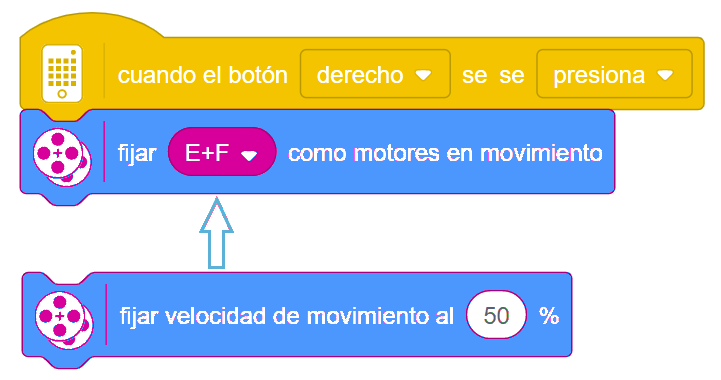 cuando el botón derecho se se presiona
fijar E+F como motores en movimiento
fijar velocidad de movimiento al 50 %